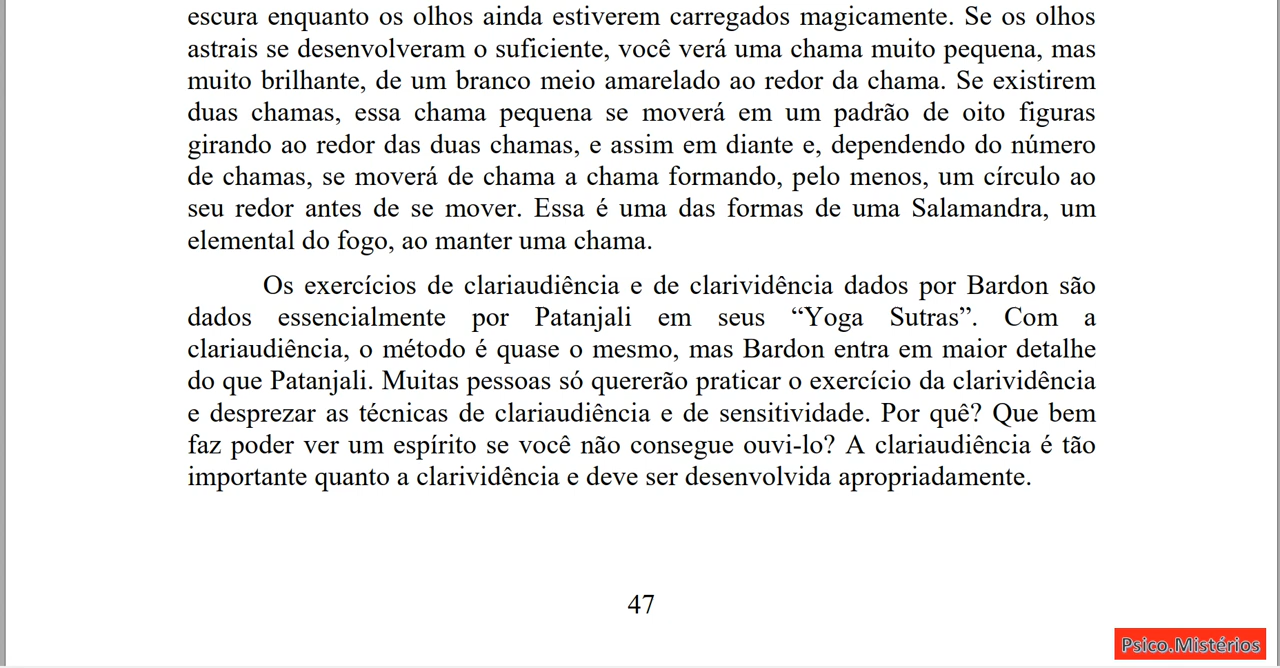 escura enquanto os olhos ainda estiverem carregados magicamente. Se os olhos
astrais se desenvolveram o suficiente, você verá uma chama muito pequena, mas
muito brilhante, de um branco meio amarelado ao redor da chama. Se existirem
duas chamas, essa chama pequena se moverá em um padrão de oito figuras
girando ao redor das duas chamas, e assim em diante e, dependendo do número
de chamas, se moverá de chama a chama formando, pelo menos, um círculo ao
seu redor antes de se mover. Essa é uma das formas de uma Salamandra, um
elemental do fogo, ao manter uma chama.
Os exercícios de clariaudiência e de clarividência dados por Bardon são
dados essencialmente por Patanjali em seus “Yoga Sutras”. Com a
clariaudiência, o método é quase o mesmo, mas Bardon entra em maior detalhe
do que Patanjali. Muitas pessoas só quererão praticar o exercício da clarividência
e desprezar as técnicas de clariaudiência e de sensitividade. Por quê? Que bem
faz poder ver um espírito se você não consegue ouvi-lo? A clariaudiência é tão
importante quanto a clarividência e deve ser desenvolvida apropriadamente.
47
Psico.Mistérios